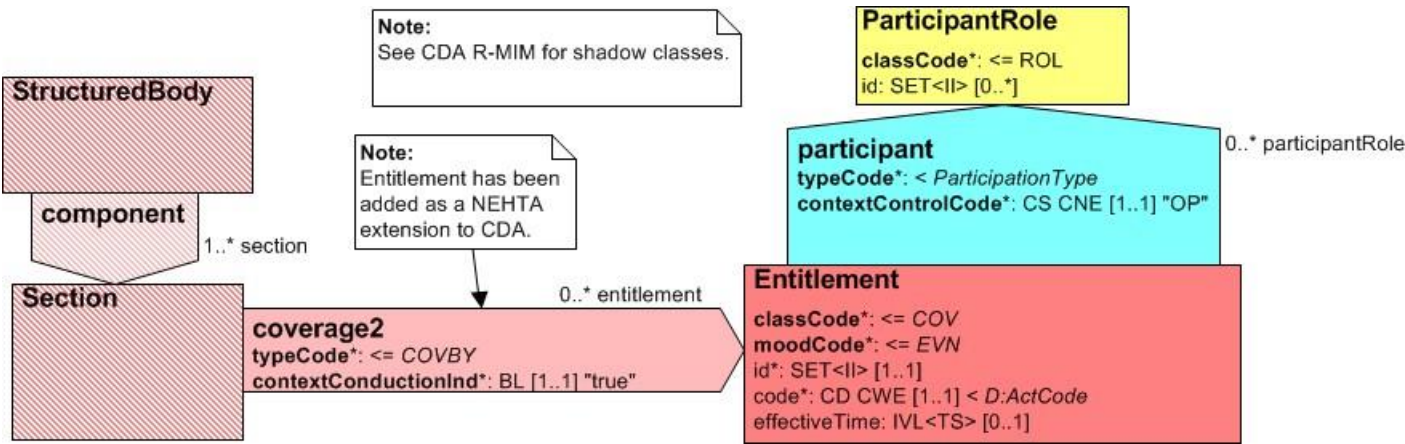 Note:
See CDA R-MIM for shadow classes.
ParticipantRole
classCode*: <= ROL
id: SET<II> [0..*]
StructuredBody
component
1..* section
Note:
Entitlement has been
added as a NEHTA
extension to CDA.
participant
typeCode*: < ParticipationType
contextControlCode*: CS CNE [1..1] "OP"
0..* participantRole
Section
coverage2
typeCode*: <= COVBY
contextConductionInd*: BL [1..1] "true"
0..* entitlement
Entitlement
classCode*: <= COV
moodCode*: <= EVN
id*: SET<II> [1..1]
code*: CD CWE [1..1] < D:ActCode
effectiveTime: IVL<TS> [0..1]